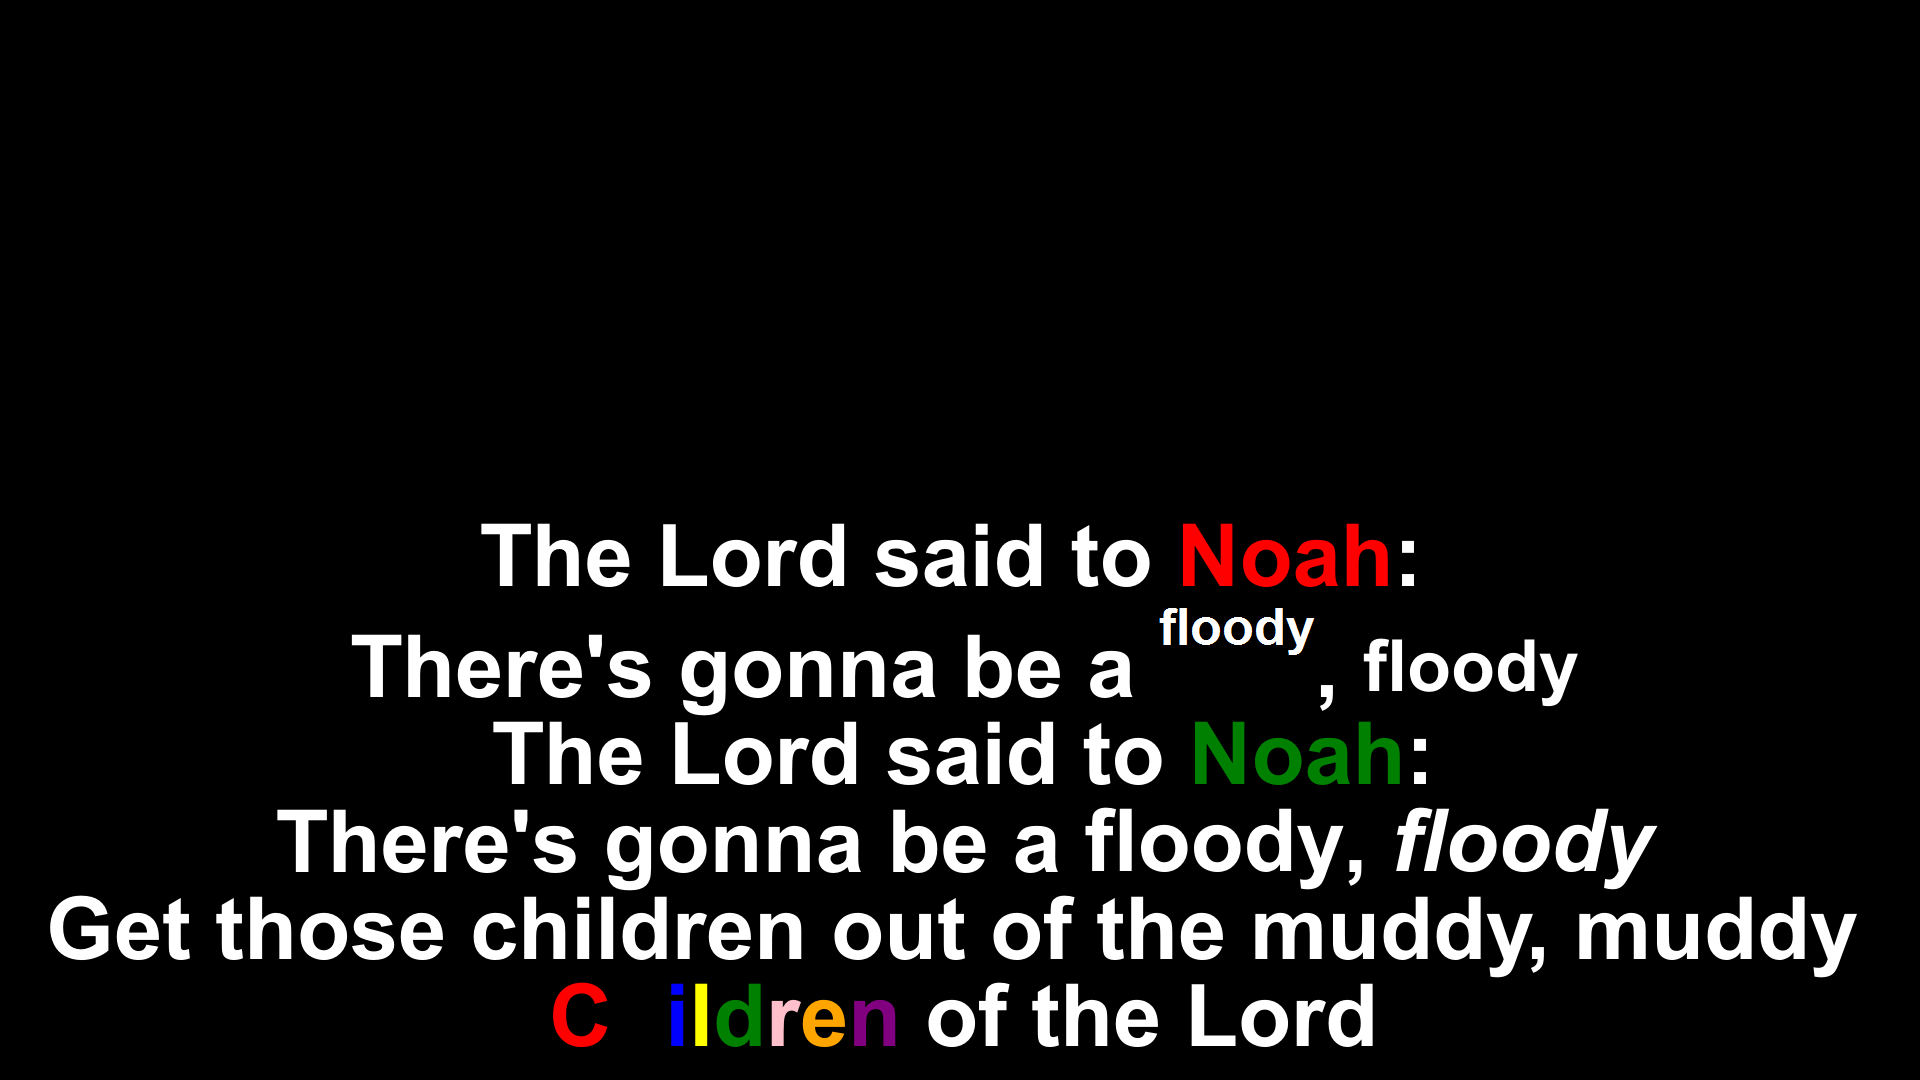 The Lord said to Noah:
There's gonna be a floody, floody
The Lord said to Noah:
There's gonna be a floody, floody
Get those children out of the muddy, muddy
C ildren of the Lord